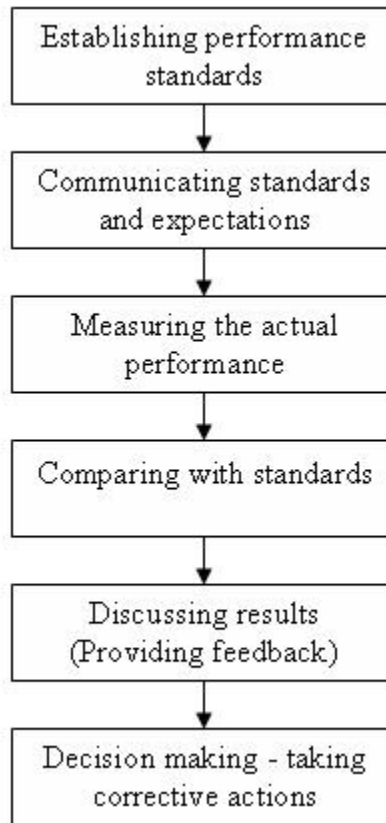 Establishing performance
standards
Communicating standards
and expectations
Measuring the actual
performance
Comparing with standards
Discussing results
(Providing feedback)
Decision making - taking
corrective actions